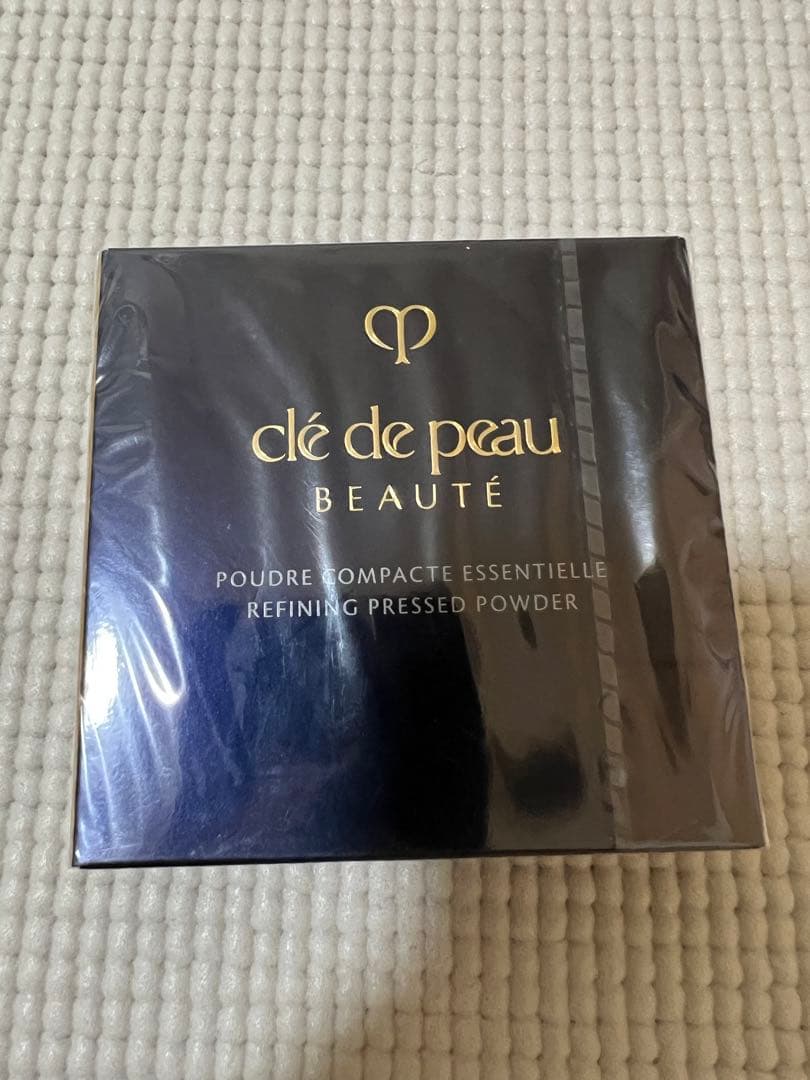 clé de peau
BEAUTÉ
POUDRE COMPACTE ESSENTIELLE
REFINING PRESSED POWDER